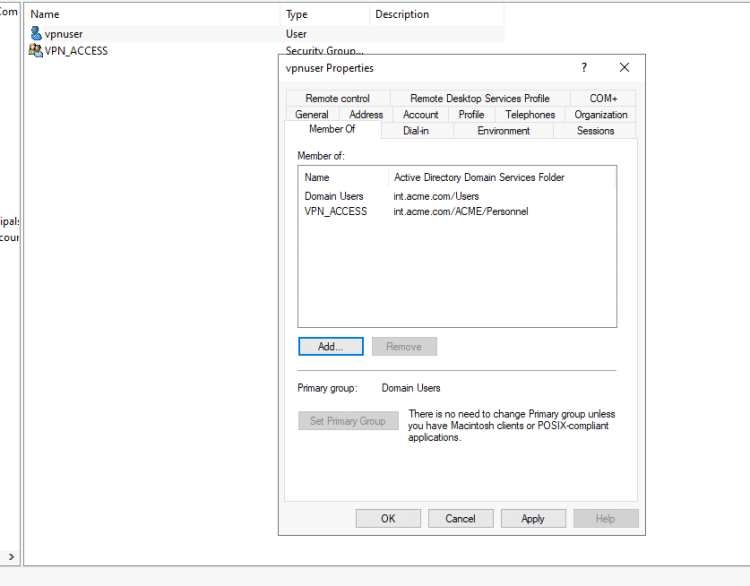 Com
Name Type Description
vpnuser User
VPN_ACCESS Security Group...
vpnuser Properties ? X
Remote control Remote Desktop Services Profile COM+
General Address Account Profile Telephones Organization
Member Of Dial-in Environment Sessions
Member of:
Name Active Directory Domain Services Folder
Domain Users int.acme.com/Users
VPN_ACCESS int.acme.com/ACME/Personnel
ipals
cour
Add... Remove
Primary group: Domain Users
Set Primary Group
There is no need to change Primary group unless
you have Macintosh clients or POSIX-compliant
applications.
OK Cancel Apply Help